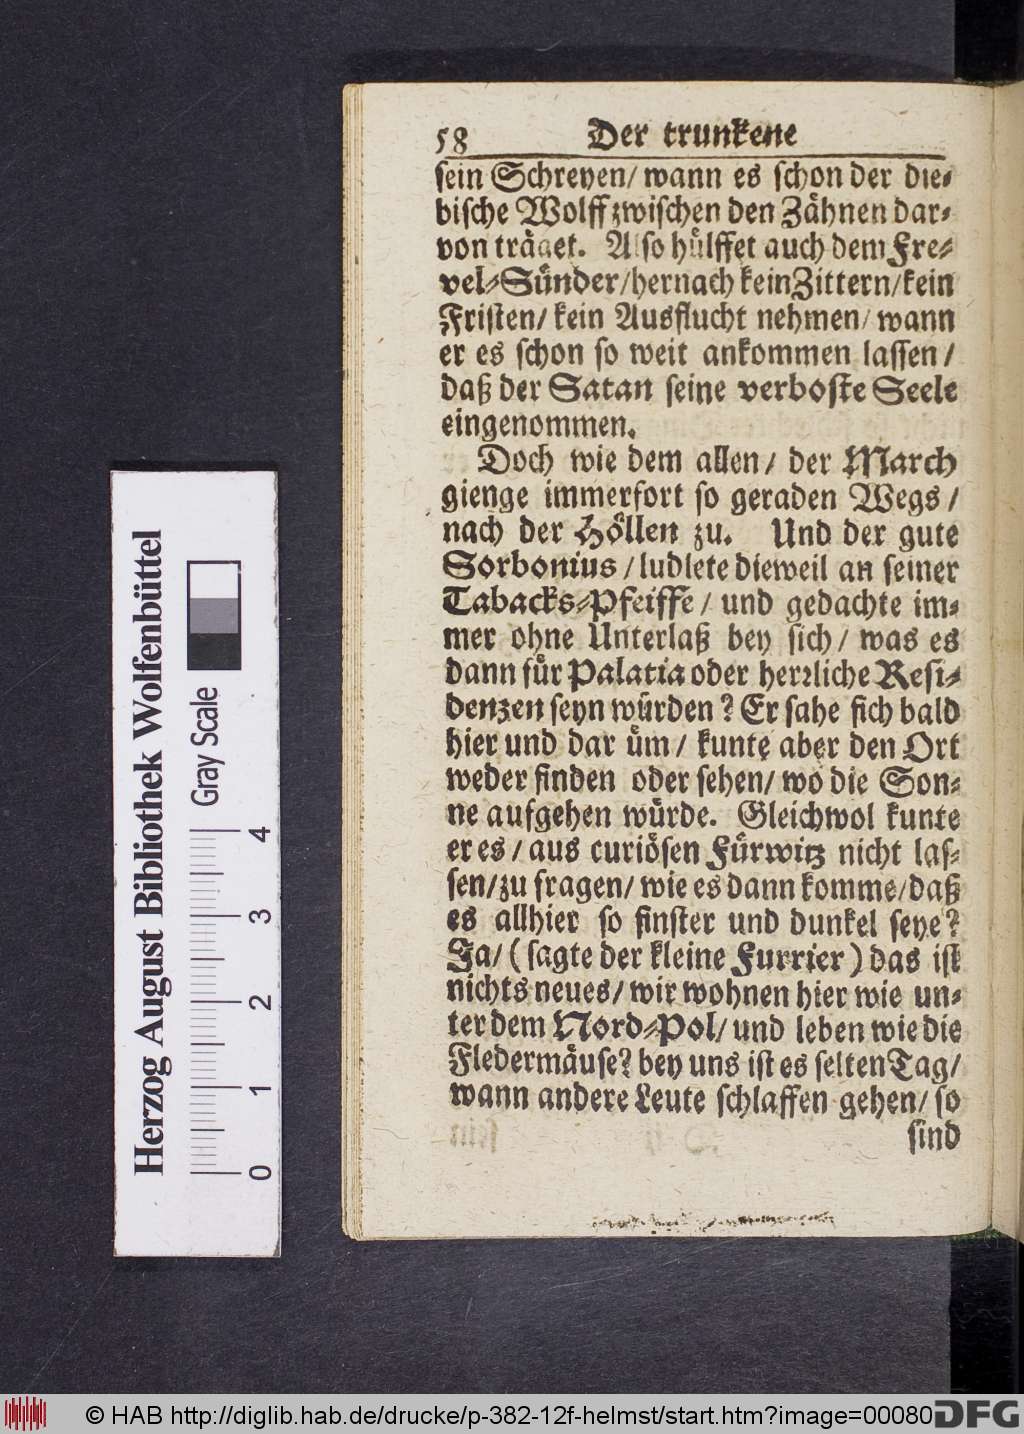 58 Der trunkene
sein Schreyen/ wann es schon der die-
bische Wolff zwischen den Zähnen dar-
von träget. Also hülffet auch dem Fre-
vel-Sünder/hernach kein Zittern/kein
Fristen/ kein Ausflucht nehmen/ wann
er es schon so weit ankommen lassen/
daß der Satan seine verboste Seele
eingenommen.
Doch wie dem allen/ der March
gienge immerfort so geraden Wegs/
nach der Höllen zu. Und der gute
Sorbonius/ludlete dieweil an seiner
Tabacks-Pfeiffe/ und gedachte im-
mer ohne Unterlaß bey sich/ was es
dann für Palatia oder herrliche Resi-
denzen seyn würden? Er sahe sich bald
hier und dar üm/ kunte aber den Ort
weder finden oder sehen/ wo die Son-
ne aufgehen würde. Gleichwol kunte
er es/ aus curiösen Fürwitz nicht las-
sen/zu fragen/ wie es dann komme/daß
es allhier so finster und dunkel seye?
Ja/ (sagte der kleine Furrier) das ist
nichts neues/ wir wohnen hier wie un-
ter dem Nord-Pol/ und leben wie die
Fledermäuse? bey uns ist es selten Tag/
wann andere Leute schlaffen gehen/ so
sind
Herzog August Bibliothek Wolfenbüttel
Gray Scale
0 1 2 3 4
© HAB http://diglib.hab.de/drucke/p-382-12f-helmst/start.htm?image=00080
DFG